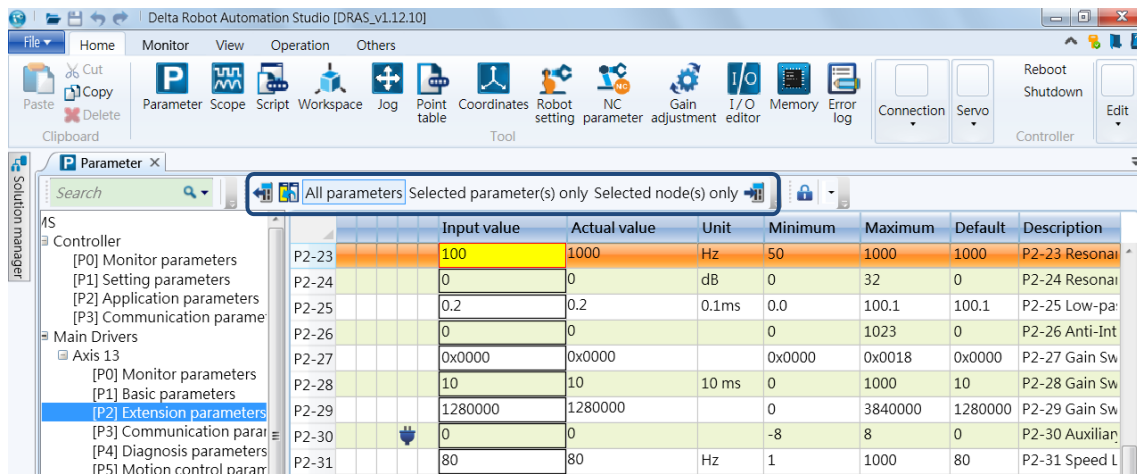 Delta Robot Automation Studio [DRAS_v1.12.10]
File Home Monitor View Operation Others
Cut
Copy
Delete
Paste
Clipboard
Parameter Scope Script Workspace Jog Point table Coordinates Robot setting NC parameter Gain adjustment I/O editor Memory Error log
Tool
Connection Servo
Reboot
Shutdown
Controller
Edit
Solution manager
Parameter
Search
All parameters Selected parameter(s) only Selected node(s) only
MS
Controller
[P0] Monitor parameters
[P1] Setting parameters
[P2] Application parameters
[P3] Communication parame
Main Drivers
Axis 13
[P0] Monitor parameters
[P1] Basic parameters
[P2] Extension parameters
[P3] Communication parar
[P4] Diagnosis parameters
[P5] Motion control param
Input value Actual value Unit Minimum Maximum Default Description
P2-23 100 1000 Hz 50 1000 1000 P2-23 Resonar
P2-24 0 0 dB 0 32 0 P2-24 Resonar
P2-25 0.2 0.2 0.1ms 0.0 100.1 100.1 P2-25 Low-pa
P2-26 0 0 0 1023 0 P2-26 Anti-Int
P2-27 0x0000 0x0000 0x0000 0x0018 0x0000 P2-27 Gain Sw
P2-28 10 10 10 ms 0 1000 10 P2-28 Gain Sw
P2-29 1280000 1280000 0 3840000 1280000 P2-29 Gain Sw
P2-30 0 0 -8 8 0 P2-30 Auxiliar
P2-31 80 80 Hz 1 1000 80 P2-31 Speed L